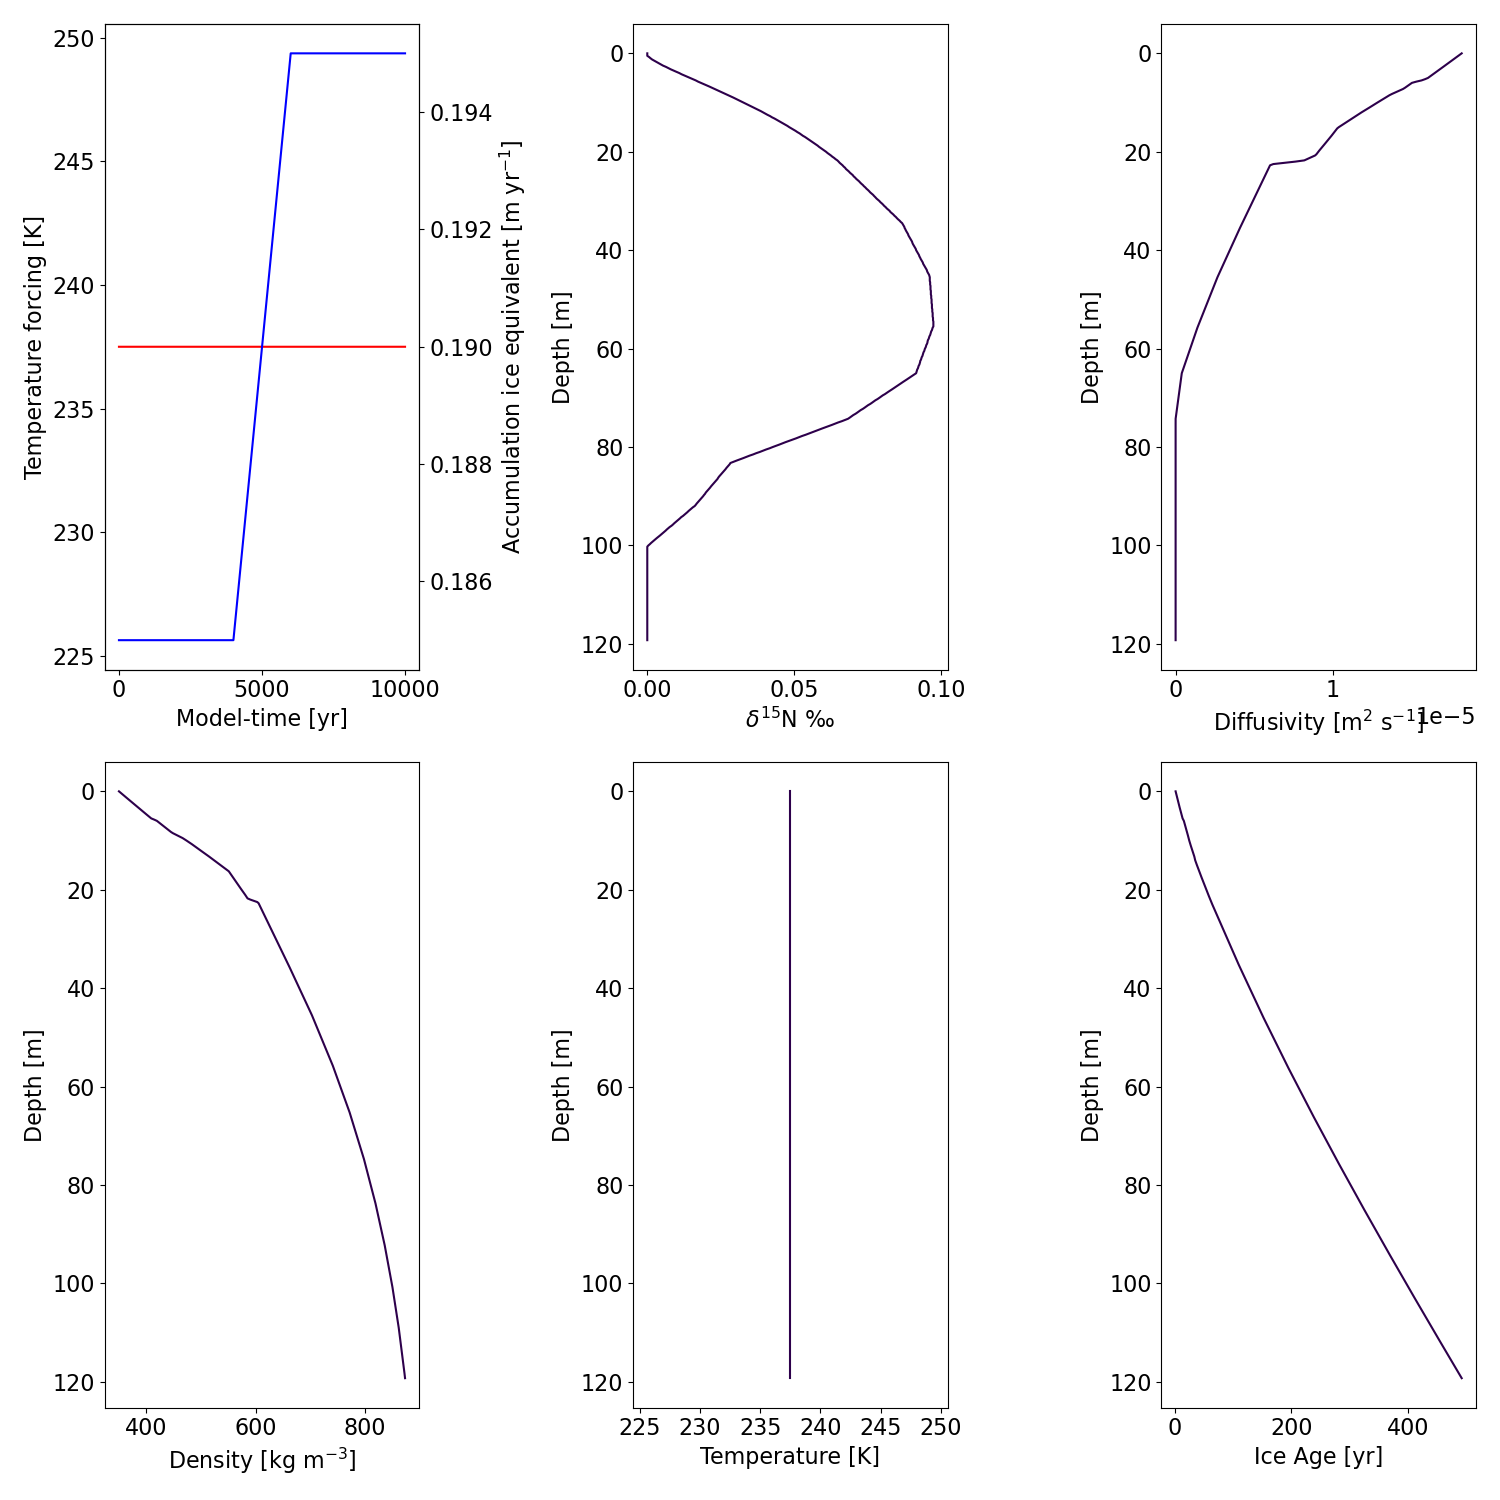 250
245
240
235
230
225
Temperature forcing [K]
0 5000 10000
Model-time [yr]
0.194
0.192
0.190
0.188
0.186
Accumulation ice equivalent [m yr⁻¹]
0
20
40
60
80
100
120
Depth [m]
0.00 0.05 0.10
δ¹⁵N ‰
0
20
40
60
80
100
120
Depth [m]
0 1
Diffusivity [m² s⁻¹]
1e−5
0
20
40
60
80
100
120
Depth [m]
400 600 800
Density [kg m⁻³]
0
20
40
60
80
100
120
Depth [m]
225 230 235 240 245 250
Temperature [K]
0
20
40
60
80
100
120
Depth [m]
0 200 400
Ice Age [yr]